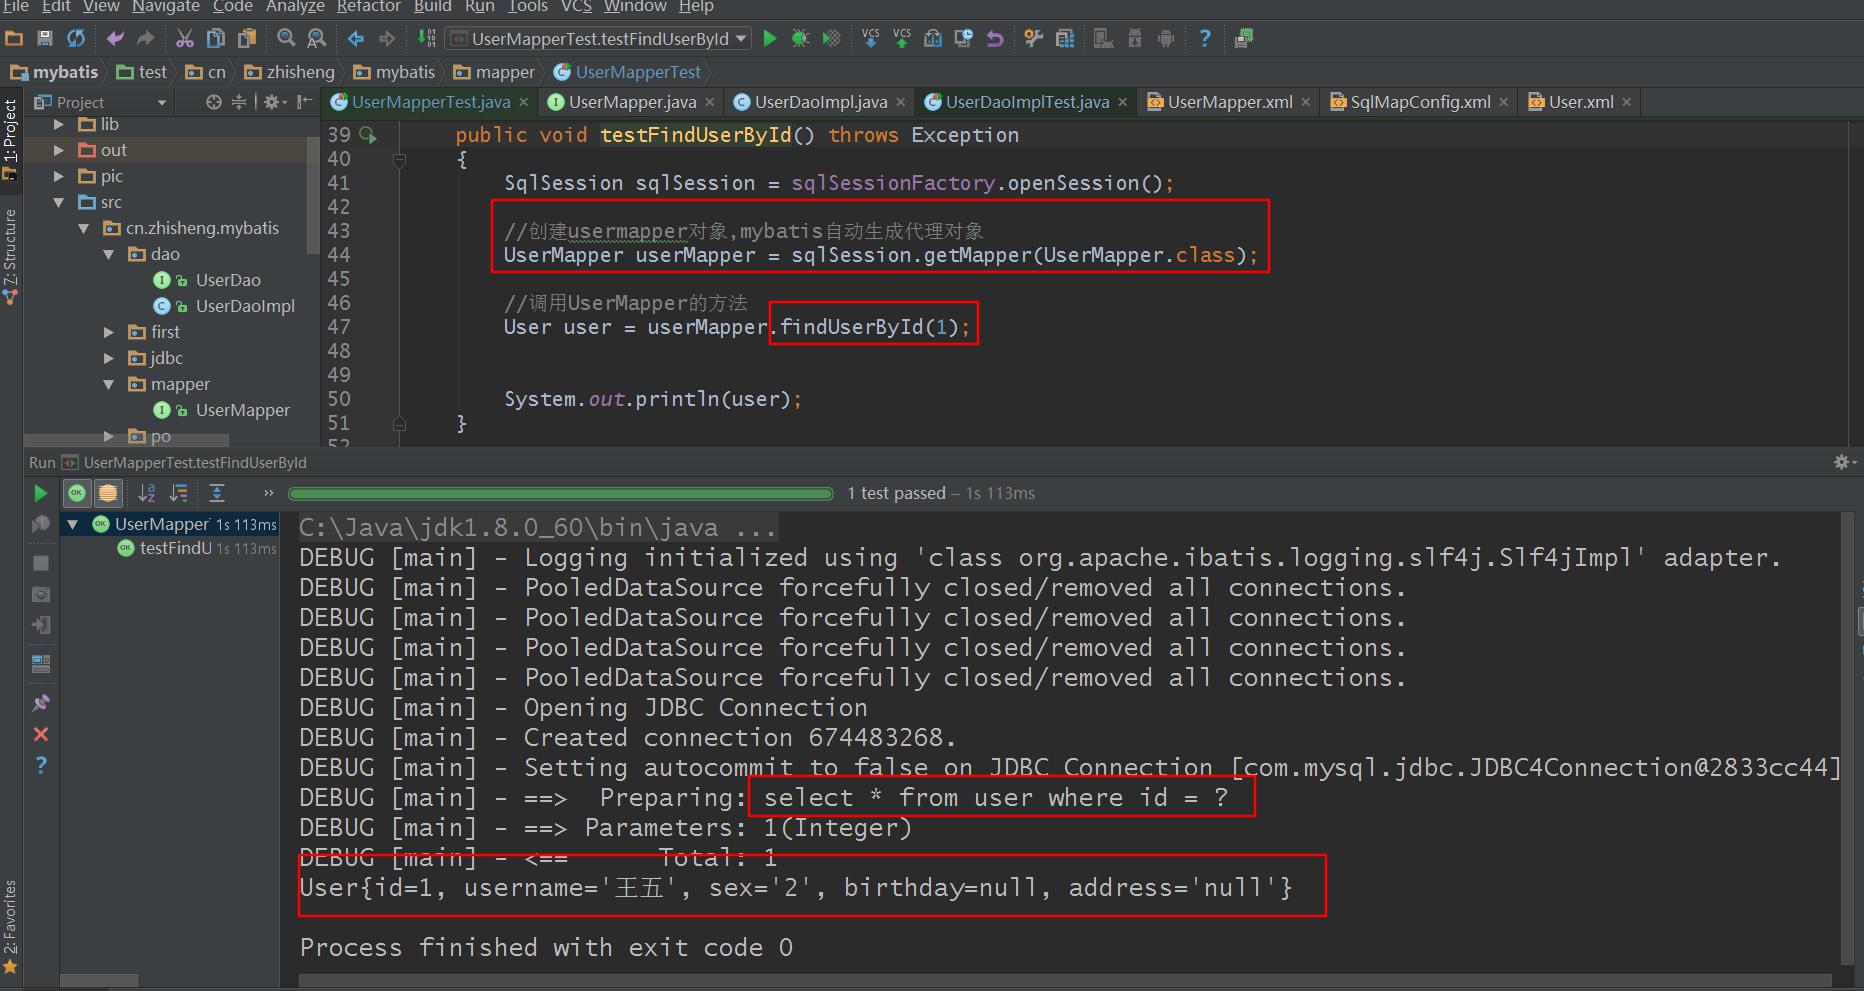 File Edit View Navigate Code Analyze Refactor Build Run Tools VCS Window Help
UserMapperTest.testFindUserById VCS VCS ?
mybatis test cn zhisheng mybatis mapper UserMapperTest
Project
UserMapperTest.java × UserMapper.java × UserDaoImpl.java × UserDaoImplTest.java × UserMapper.xml × SqlMapConfig.xml × User.xml ×
1: Project
7: Structure
2: Favorites
lib
out
pic
src
cn.zhisheng.mybatis
dao
UserDao
UserDaoImpl
first
jdbc
mapper
UserMapper
po
39 public void testFindUserById() throws Exception
40 {
41 SqlSession sqlSession = sqlSessionFactory.openSession();
42
43 //创建usermapper对象,mybatis自动生成代理对象
44 UserMapper userMapper = sqlSession.getMapper(UserMapper.class);
45
46 //调用UserMapper的方法
47 User user = userMapper.findUserById(1);
48
49
50 System.out.println(user);
51 }
52
Run UserMapperTest.testFindUserById
OK » 1 test passed – 1s 113ms
OK UserMapper 1s 113ms
OK testFindU 1s 113ms
C:\Java\jdk1.8.0_60\bin\java ...
DEBUG [main] - Logging initialized using 'class org.apache.ibatis.logging.slf4j.Slf4jImpl' adapter.
DEBUG [main] - PooledDataSource forcefully closed/removed all connections.
DEBUG [main] - PooledDataSource forcefully closed/removed all connections.
DEBUG [main] - PooledDataSource forcefully closed/removed all connections.
DEBUG [main] - PooledDataSource forcefully closed/removed all connections.
DEBUG [main] - Opening JDBC Connection
DEBUG [main] - Created connection 674483268.
DEBUG [main] - Setting autocommit to false on JDBC Connection [com.mysql.jdbc.JDBC4Connection@2833cc44]
DEBUG [main] - ==>  Preparing: select * from user where id = ?
DEBUG [main] - ==> Parameters: 1(Integer)
DEBUG [main] - <==      Total: 1
User{id=1, username='王五', sex='2', birthday=null, address='null'}
Process finished with exit code 0